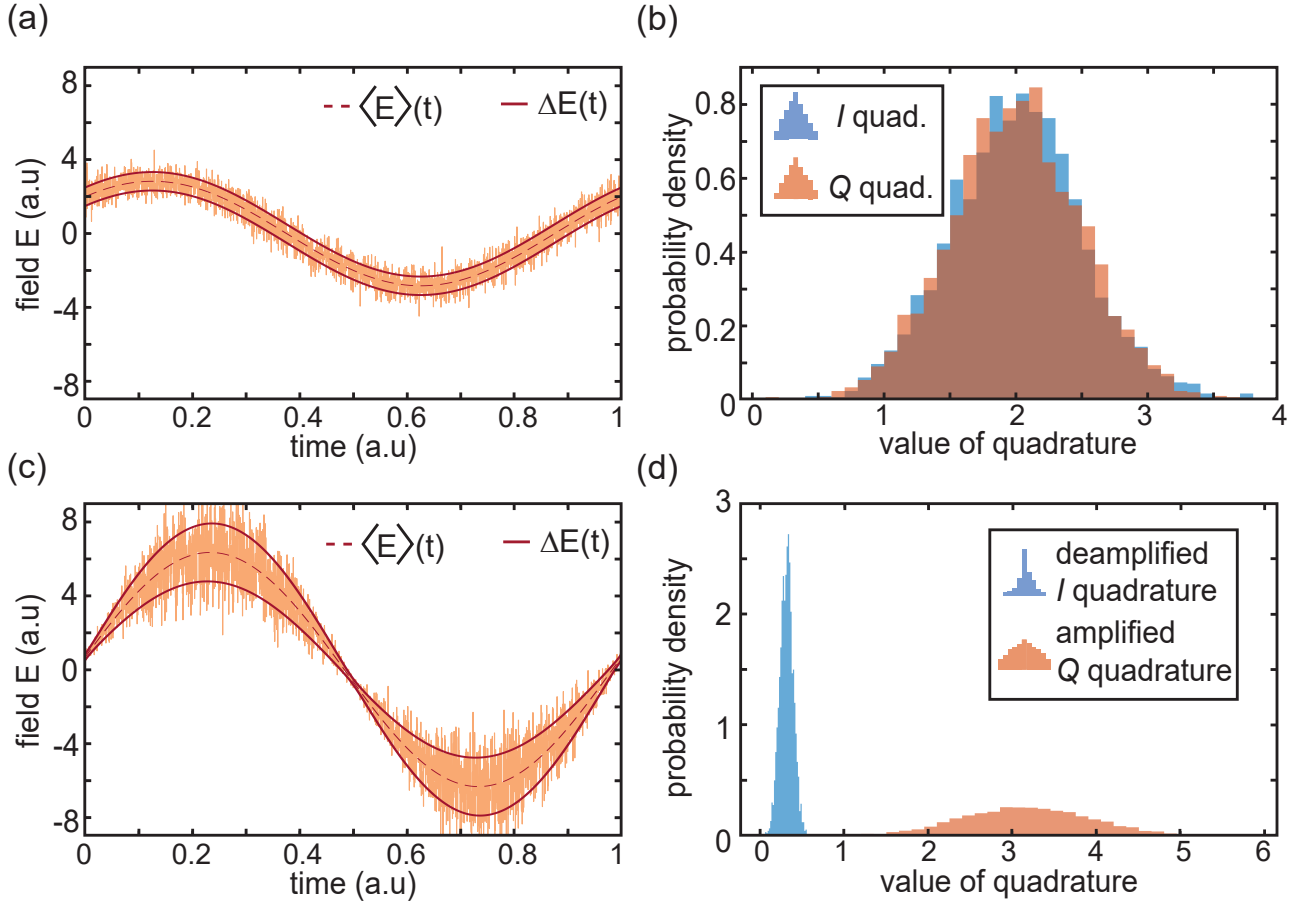 (a)
8
4
0
-4
-8
field E (a.u)
⟨E⟩(t)
ΔE(t)
0 0.2 0.4 0.6 0.8 1
time (a.u)
(b)
0.8
0.6
0.4
0.2
0
probability density
I quad.
Q quad.
0 1 2 3 4
value of quadrature
(c)
8
4
0
-4
-8
field E (a.u)
⟨E⟩(t)
ΔE(t)
0 0.2 0.4 0.6 0.8 1
time (a.u)
(d)
3
2
1
0
probability density
deamplified
I quadrature
amplified
Q quadrature
0 1 2 3 4 5 6
value of quadrature